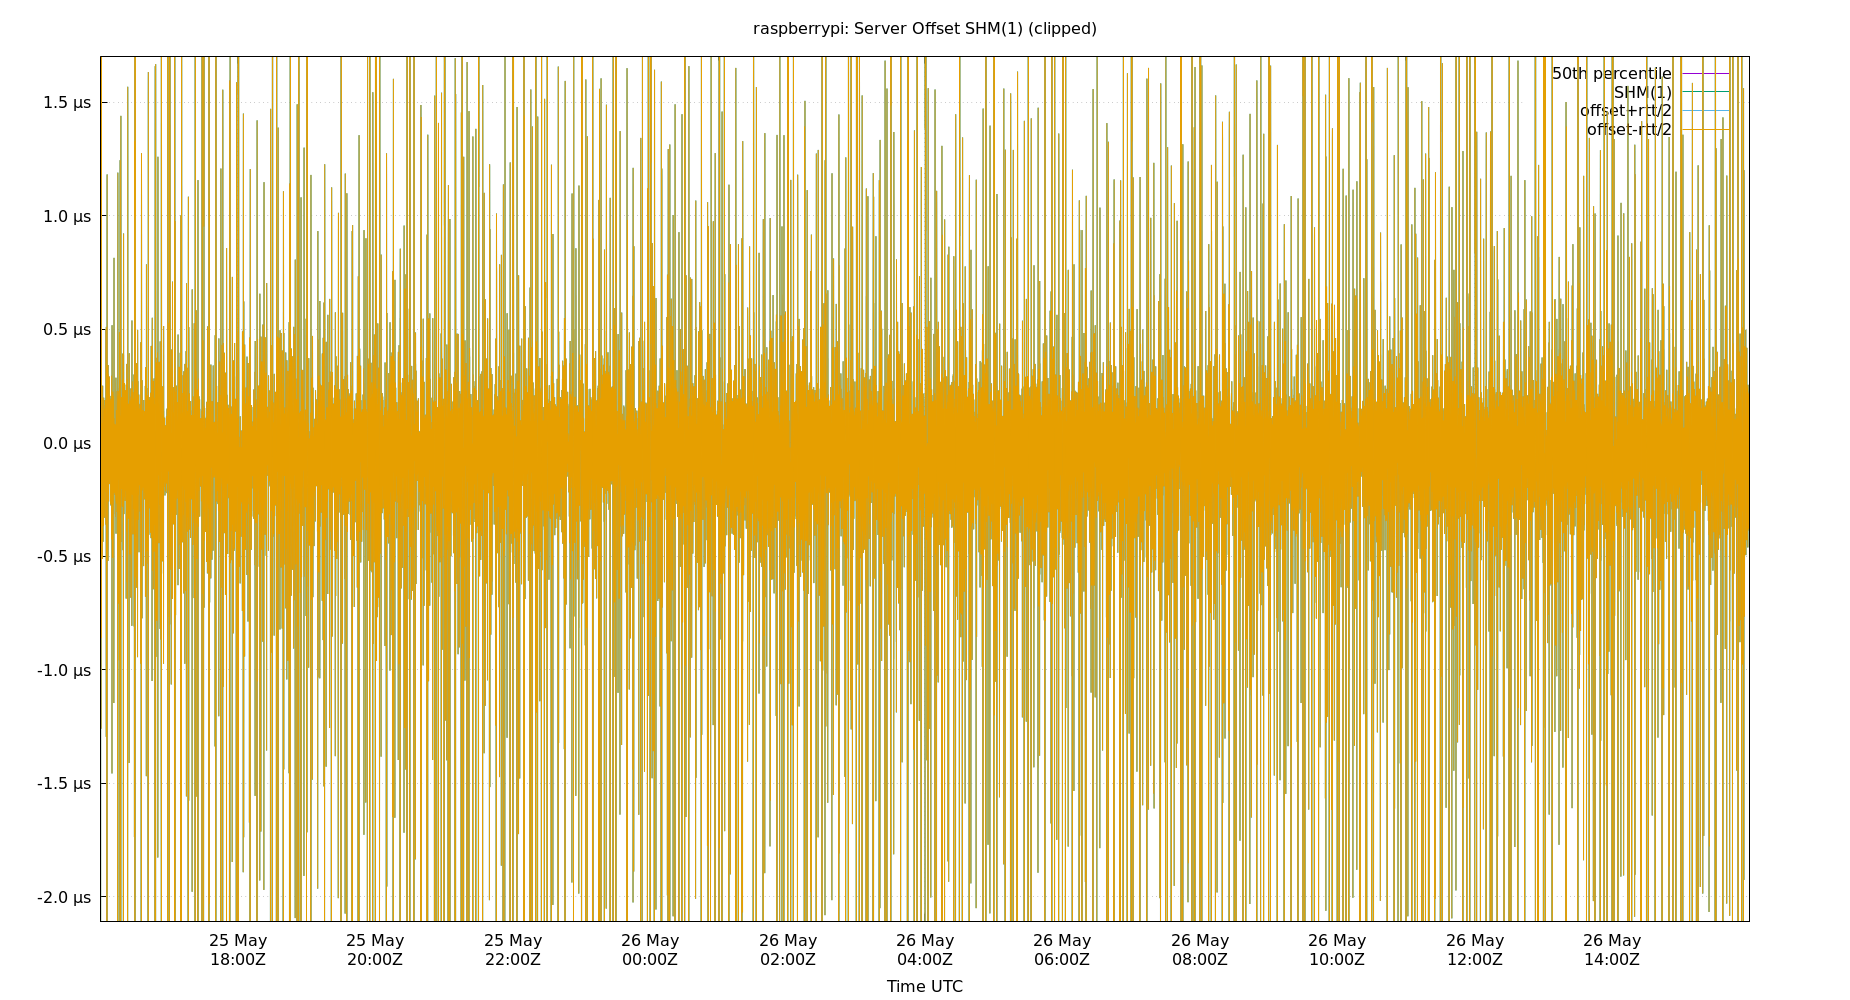 raspberrypi: Server Offset SHM(1) (clipped)
50th percentile
SHM(1)
offset+rtt/2
offset-rtt/2
1.5 µs
1.0 µs
0.5 µs
0.0 µs
-0.5 µs
-1.0 µs
-1.5 µs
-2.0 µs
25 May 25 May 25 May 26 May 26 May 26 May 26 May 26 May 26 May 26 May 26 May
18:00Z 20:00Z 22:00Z 00:00Z 02:00Z 04:00Z 06:00Z 08:00Z 10:00Z 12:00Z 14:00Z
Time UTC